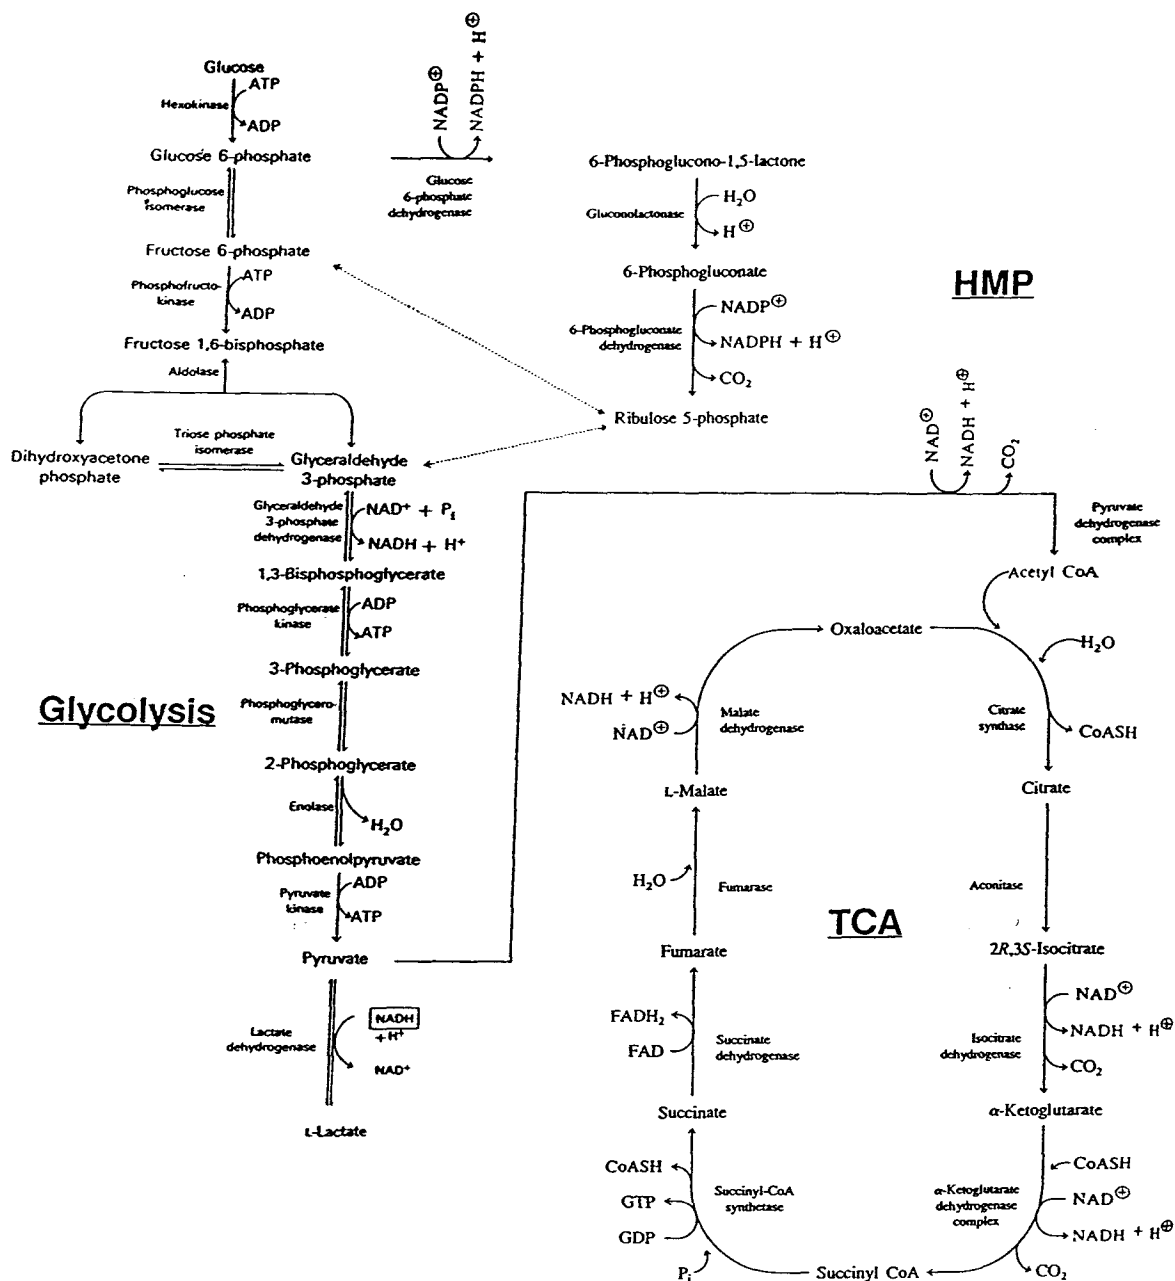 Glucose
Hexokinase
ATP
ADP
Glucose 6-phosphate
NADP⊕
NADPH + H⊕
Glucose
6-phosphate
dehydrogenase
Phosphoglucose
isomerase
Fructose 6-phosphate
Phosphofructo-
kinase
ATP
ADP
Fructose 1,6-bisphosphate
Aldolase
Dihydroxyacetone
phosphate
Triose phosphate
isomerase
Glyceraldehyde
3-phosphate
Glyceraldehyde
3-phosphate
dehydrogenase
NAD⁺ + Pᵢ
NADH + H⁺
1,3-Bisphosphoglycerate
Phosphoglycerate
kinase
ADP
ATP
3-Phosphoglycerate
Glycolysis
Phosphoglycero-
mutase
2-Phosphoglycerate
Enolase
H₂O
Phosphoenolpyruvate
Pyruvate
kinase
ADP
ATP
Pyruvate
Lactate
dehydrogenase
NADH
+ H⁺
NAD⁺
L-Lactate
6-Phosphoglucono-1,5-lactone
Gluconolactonase
H₂O
H⊕
6-Phosphogluconate
HMP
6-Phosphogluconate
dehydrogenase
NADP⊕
NADPH + H⊕
CO₂
Ribulose 5-phosphate
NAD⊕
NADH + H⊕
CO₂
Pyruvate
dehydrogenase
complex
Acetyl CoA
Oxaloacetate
H₂O
Citrate
synthase
CoASH
Citrate
Aconitase
TCA
2R,3S-Isocitrate
NAD⊕
NADH + H⊕
Isocitrate
dehydrogenase
CO₂
α-Ketoglutarate
CoASH
α-Ketoglutarate
dehydrogenase
complex
NAD⊕
NADH + H⊕
CO₂
Succinyl CoA
Pᵢ
GDP
GTP
CoASH
Succinyl-CoA
synthetase
Succinate
FAD
FADH₂
Succinate
dehydrogenase
Fumarate
H₂O
Fumarase
L-Malate
NAD⊕
NADH + H⊕
Malate
dehydrogenase